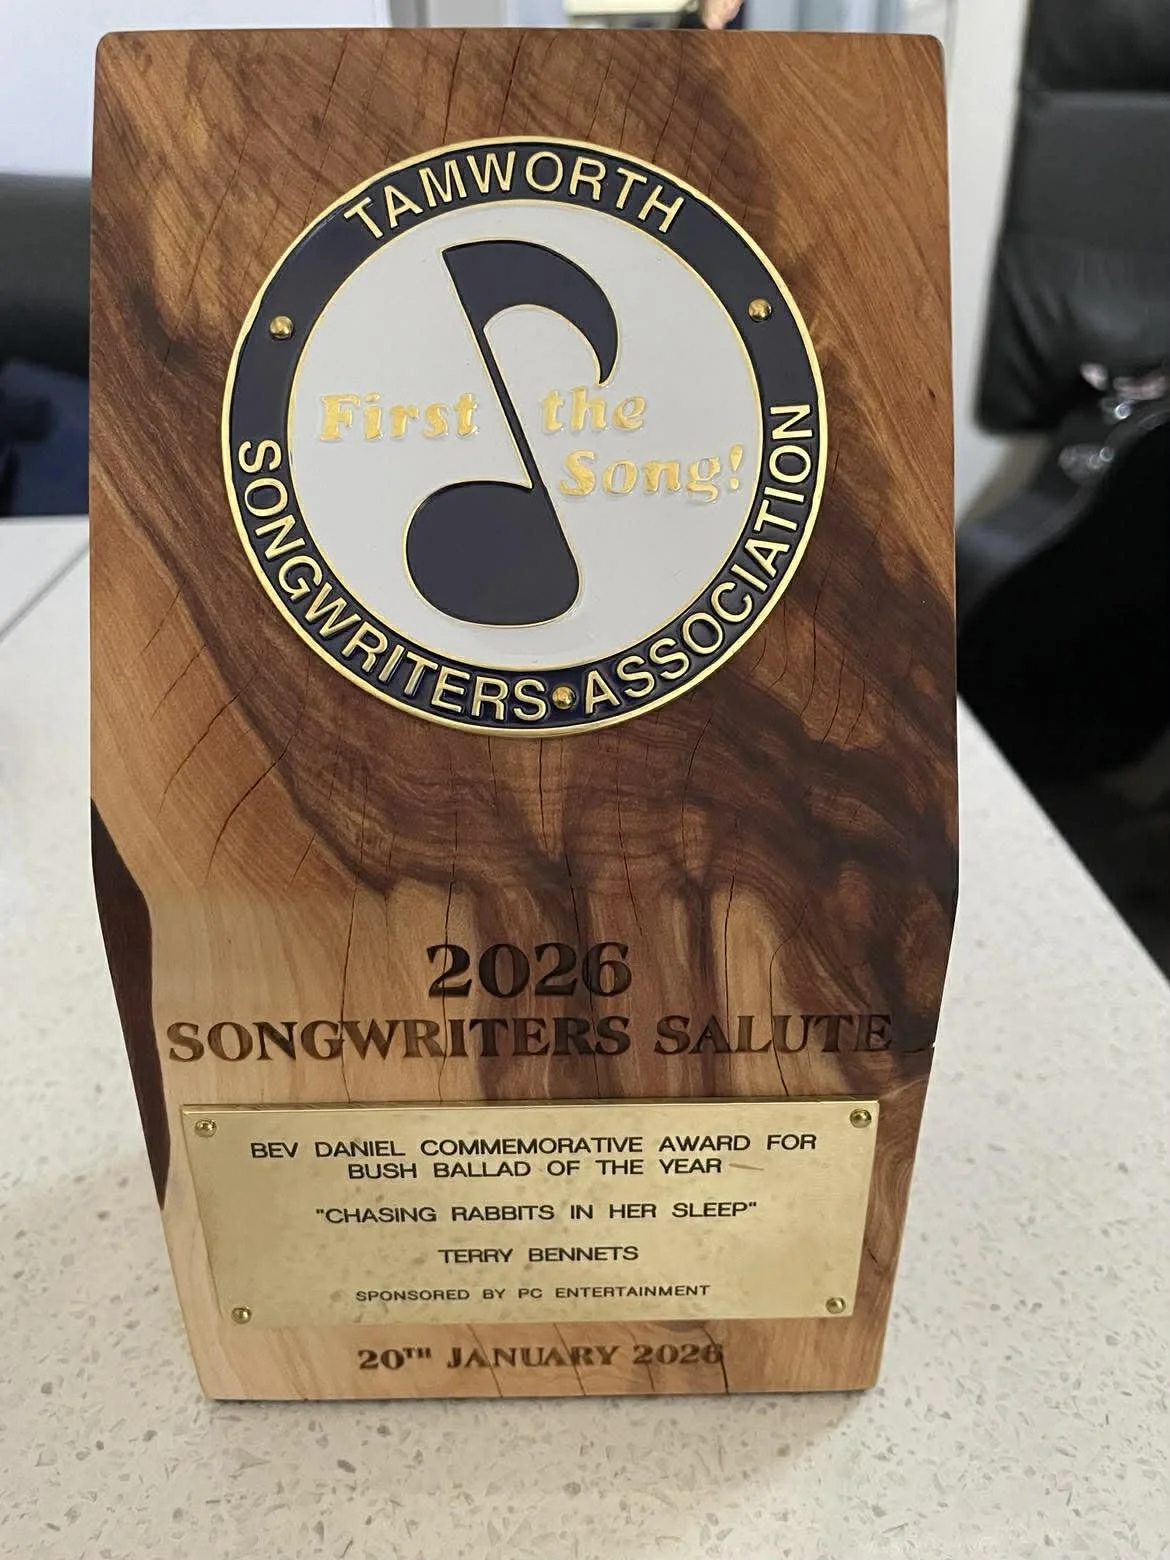 TAMWORTH
First the
Song!
SONGWRITERS • ASSOCIATION
2026
SONGWRITERS SALUTE
BEV DANIEL COMMEMORATIVE AWARD FOR
BUSH BALLAD OF THE YEAR
"CHASING RABBITS IN HER SLEEP"
TERRY BENNETS
SPONSORED BY PC ENTERTAINMENT
20TH JANUARY 2026